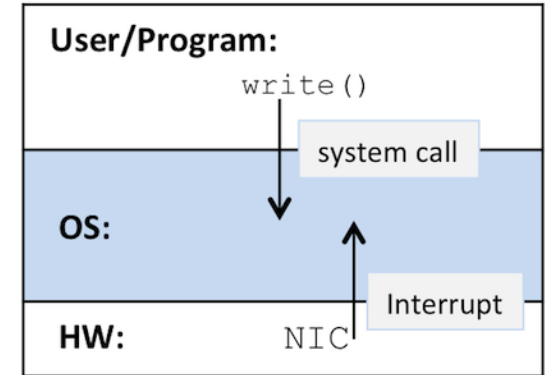 User/Program:
write()
system call
OS:
Interrupt
HW: NIC